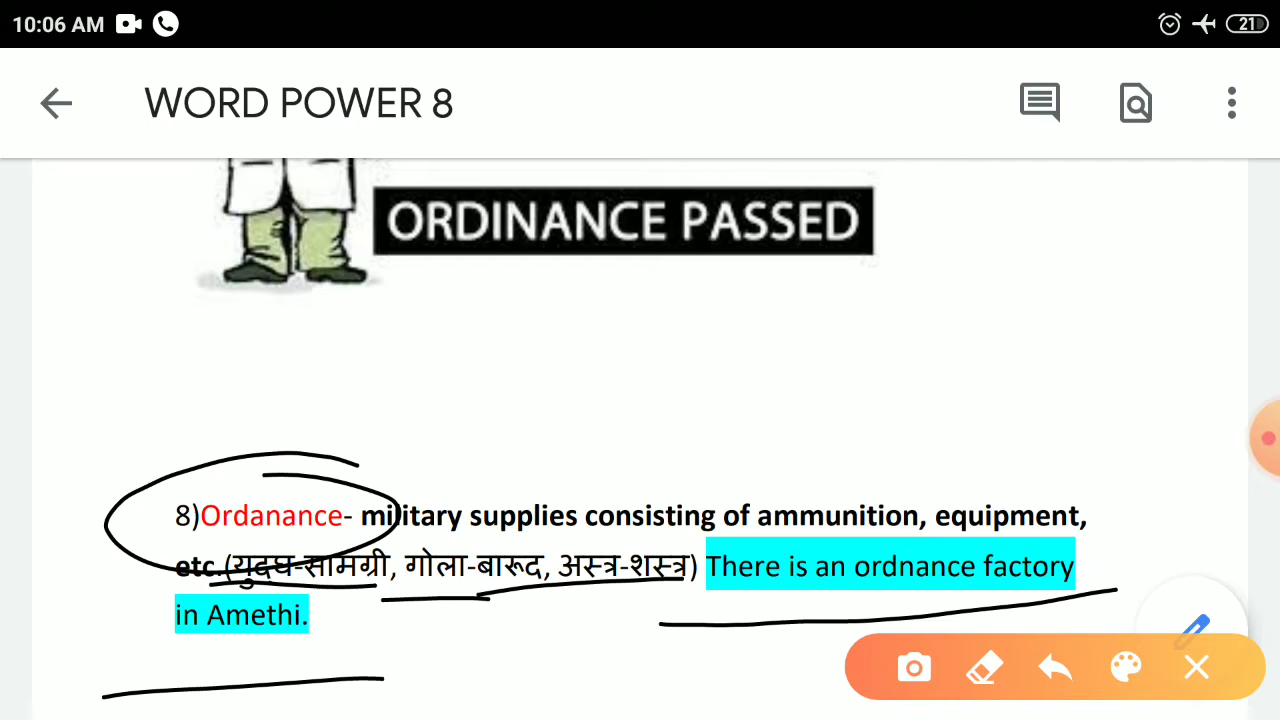 10:06 AM
21
WORD POWER 8
ORDINANCE PASSED
8)Ordanance- military supplies consisting of ammunition, equipment,
etc.(युदघ-सामग्री, गोला-बारूद, अस्त्र-शस्त्र) There is an ordnance factory
in Amethi.